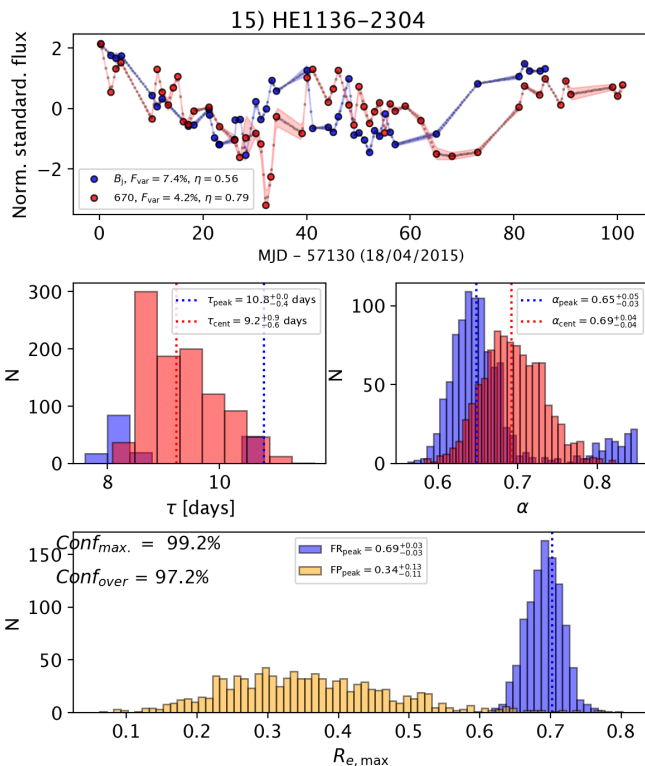 15) HE1136–2304
Norm. standard. flux
2
0
−2
B_j, F_var = 7.4%, η = 0.56
670, F_var = 4.2%, η = 0.79
0 20 40 60 80 100
MJD – 57130 (18/04/2015)
N
300
200
100
0
τ_peak = 10.8^{+0.0}_{−0.4} days
τ_cent = 9.2^{+0.9}_{−0.6} days
8 10
τ [days]
N
100
50
0
α_peak = 0.65^{+0.05}_{−0.03}
α_cent = 0.69^{+0.04}_{−0.04}
0.6 0.7 0.8
α
Conf_max. = 99.2%
Conf_over = 97.2%
N
150
100
50
0
FR_peak = 0.69^{+0.03}_{−0.03}
FP_peak = 0.34^{+0.13}_{−0.11}
0.1 0.2 0.3 0.4 0.5 0.6 0.7 0.8
R_{e, max}